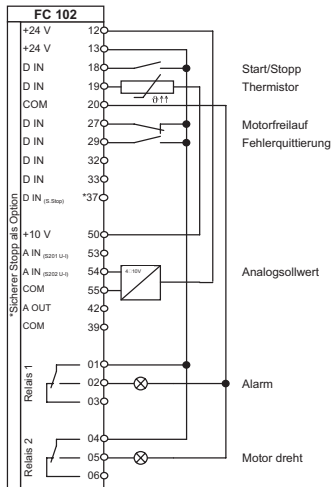 FC 102
+24 V 12
+24 V 13
D IN 18 Start/Stopp
D IN 19 Thermistor
ϑ↑↑
COM 20
D IN 27 Motorfreilauf
D IN 29 Fehlerquittierung
D IN 32
D IN 33
D IN (S.Stop) *37
*Sicherer Stopp als Option
+10 V 50
A IN (S201 U-I) 53
A IN (S202 U-I) 54 Analogsollwert
4...10V
COM 55
A OUT 42
COM 39
Relais 1
01
02 Alarm
03
Relais 2
04
05 Motor dreht
06